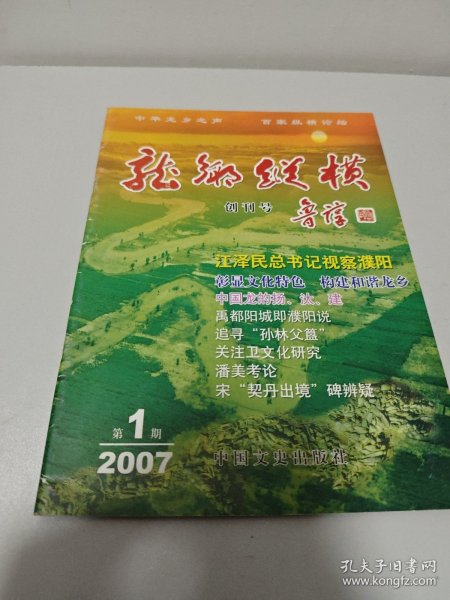 中华龙乡之声 百家纵横论坛
龙乡纵横
创刊号
鲁谆
江泽民总书记视察濮阳
彰显文化特色 构建和谐龙乡
中国龙的扬、汰、建
禹都阳城即濮阳说
追寻“孙林父簋”
关注卫文化研究
潘美考论
宋“契丹出境”碑辨疑
第1期
2007
中国文史出版社
孔夫子旧书网
www.kongfz.com